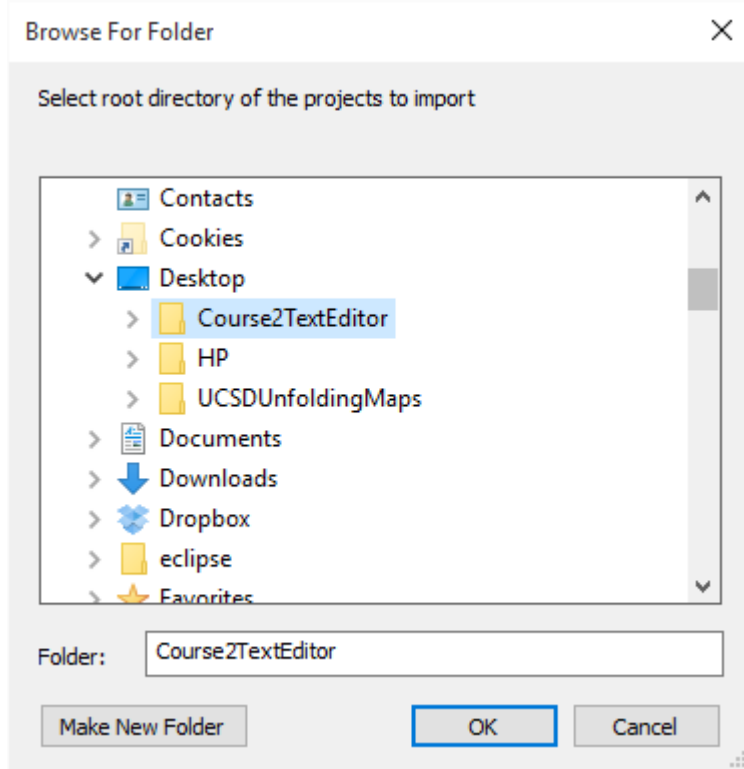 Browse For Folder
Select root directory of the projects to import
Contacts
Cookies
Desktop
Course2TextEditor
HP
UCSDUnfoldingMaps
Documents
Downloads
Dropbox
eclipse
Favorites
Folder: Course2TextEditor
Make New Folder OK Cancel